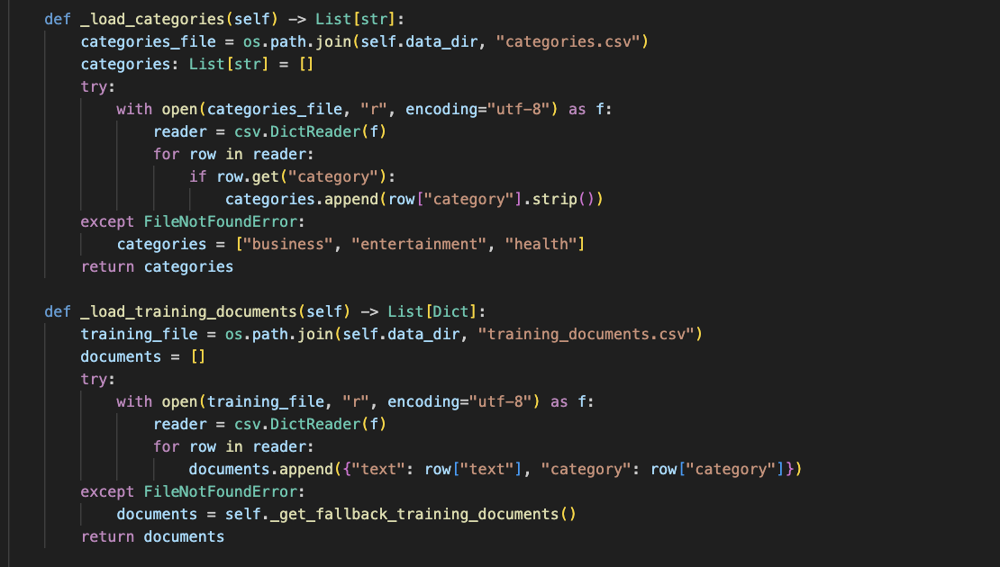 def _load_categories(self) -> List[str]:
    categories_file = os.path.join(self.data_dir, "categories.csv")
    categories: List[str] = []
    try:
        with open(categories_file, "r", encoding="utf-8") as f:
            reader = csv.DictReader(f)
            for row in reader:
                if row.get("category"):
                    categories.append(row["category"].strip())
    except FileNotFoundError:
        categories = ["business", "entertainment", "health"]
    return categories

def _load_training_documents(self) -> List[Dict]:
    training_file = os.path.join(self.data_dir, "training_documents.csv")
    documents = []
    try:
        with open(training_file, "r", encoding="utf-8") as f:
            reader = csv.DictReader(f)
            for row in reader:
                documents.append({"text": row["text"], "category": row["category"]})
    except FileNotFoundError:
        documents = self._get_fallback_training_documents()
    return documents